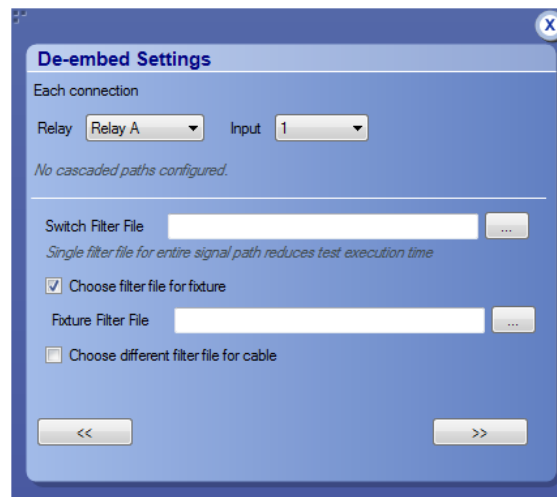 X
De-embed Settings
Each connection
Relay Relay A Input 1
No cascaded paths configured.
Switch Filter File ...
Single filter file for entire signal path reduces test execution time
Choose filter file for fixture
Fixture Filter File ...
Choose different filter file for cable
<< >>